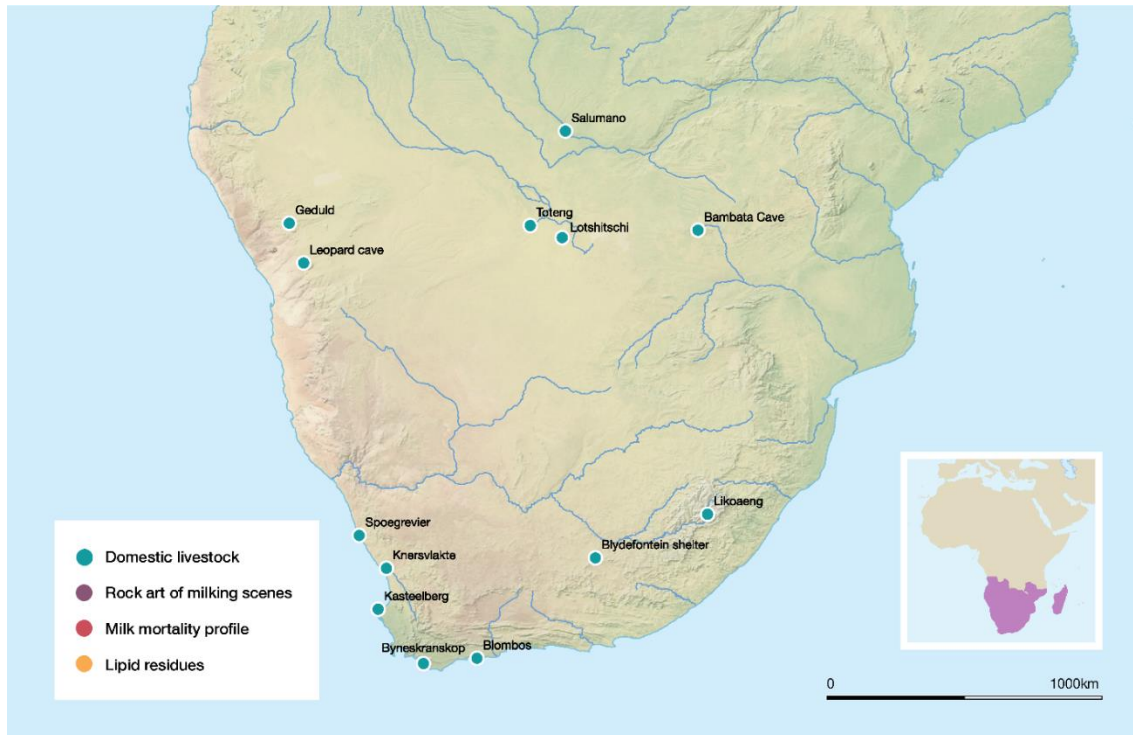 Salumano
Geduld
Toteng
Bambata Cave
Lotshitschi
Leopard cave
Likoaeng
Spoegrevier
Blydefontein shelter
Knersvlakte
Kasteelberg
Byneskranskop
Blombos
Domestic livestock
Rock art of milking scenes
Milk mortality profile
Lipid residues
0
1000km